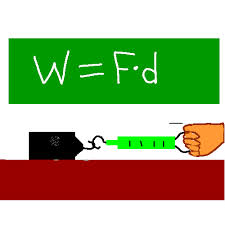 W = F·d